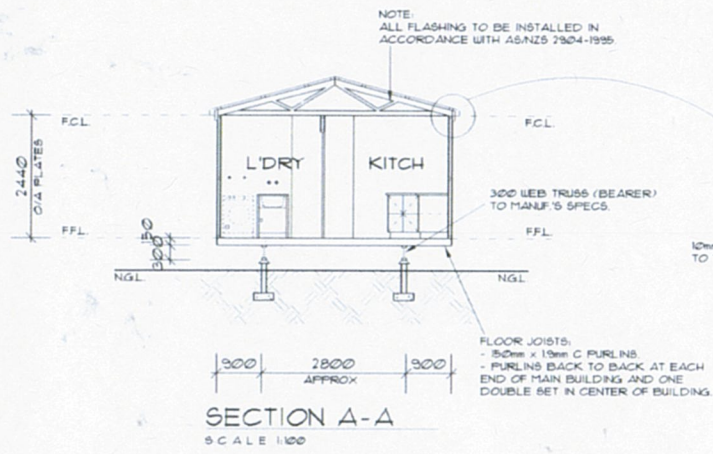 NOTE:
ALL FLASHING TO BE INSTALLED IN
ACCORDANCE WITH AS/NZS 2904-1995
F.C.L.
F.C.L.
2440
O/A PLATES
L'DRY
KITCH
300 WEB TRUSS (BEARER)
TO MANUF.'S SPECS.
F.F.L.
F.F.L.
150
300
10mm
TO
N.G.L.
N.G.L.
FLOOR JOISTS:
- 150mm x 1.9mm C PURLINS.
- PURLINS BACK TO BACK AT EACH
END OF MAIN BUILDING AND ONE
DOUBLE SET IN CENTER OF BUILDING.
900
2800
900
APPROX
SECTION A-A
SCALE 1:100